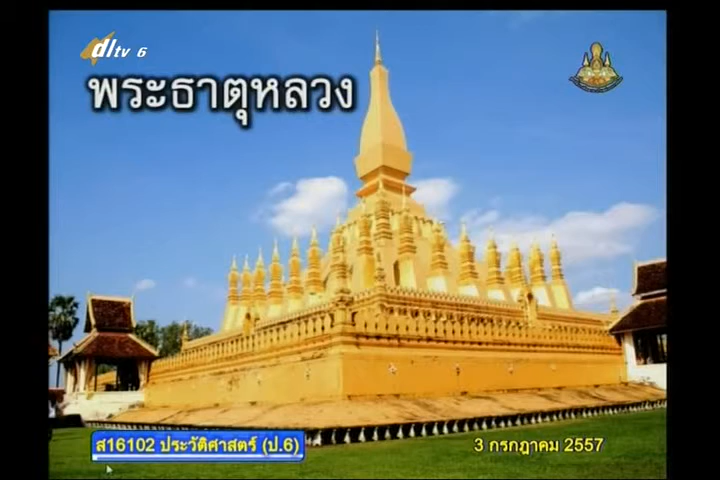 dltv 6
พระธาตุหลวง
ส16102 ประวัติศาสตร์ (ป.6)
3 กรกฎาคม 2557